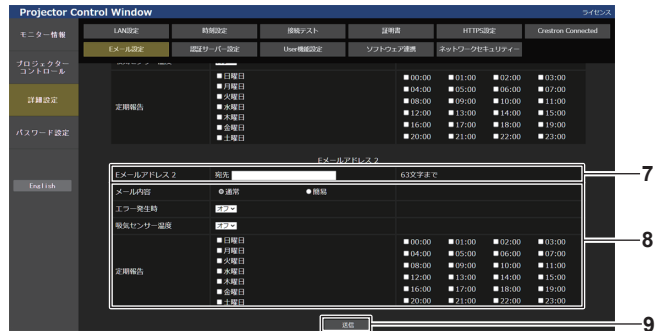 Projector Control Window
ライセンス
モニター情報
LAN設定 時刻設定 接続テスト 証明書 HTTPS設定 Crestron Connected
Eメール設定 認証サーバー設定 User機能設定 ソフトウェア連携 ネットワークセキュリティー
プロジェクター
コントロール
詳細設定
パスワード設定
English
定期報告
日曜日
月曜日
火曜日
水曜日
木曜日
金曜日
土曜日
00:00 01:00 02:00 03:00
04:00 05:00 06:00 07:00
08:00 09:00 10:00 11:00
12:00 13:00 14:00 15:00
16:00 17:00 18:00 19:00
20:00 21:00 22:00 23:00
Eメールアドレス 2
Eメールアドレス 2 宛先 63文字まで
7
メール内容 通常 簡易
エラー発生時 オフ
吸気センサー温度 オフ
8
定期報告
日曜日
月曜日
火曜日
水曜日
木曜日
金曜日
土曜日
00:00 01:00 02:00 03:00
04:00 05:00 06:00 07:00
08:00 09:00 10:00 11:00
12:00 13:00 14:00 15:00
16:00 17:00 18:00 19:00
20:00 21:00 22:00 23:00
送信
9